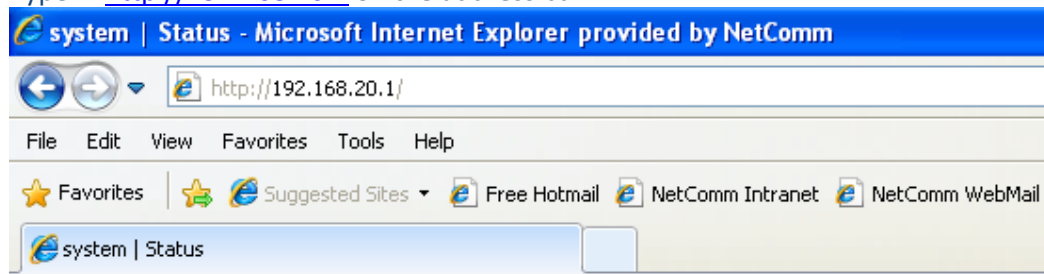 system | Status - Microsoft Internet Explorer provided by NetComm
http://192.168.20.1/
File Edit View Favorites Tools Help
Favorites Suggested Sites Free Hotmail NetComm Intranet NetComm WebMail
system | Status